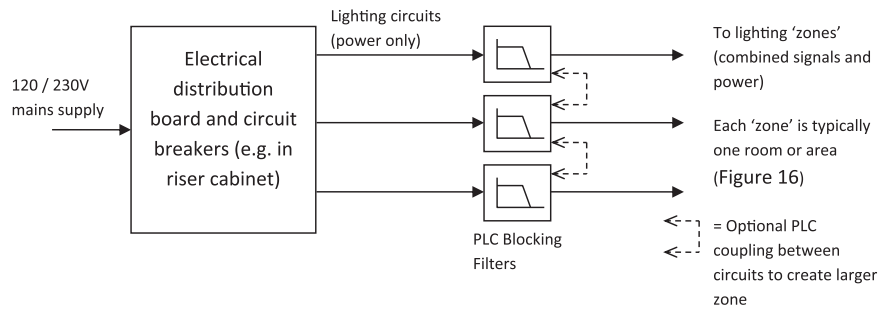 120 / 230V
mains supply
Electrical
distribution
board and circuit
breakers (e.g. in
riser cabinet)
Lighting circuits
(power only)
PLC Blocking
Filters
To lighting ‘zones’
(combined signals and
power)
Each ‘zone’ is typically
one room or area
(Figure 16)
= Optional PLC
coupling between
circuits to create larger
zone